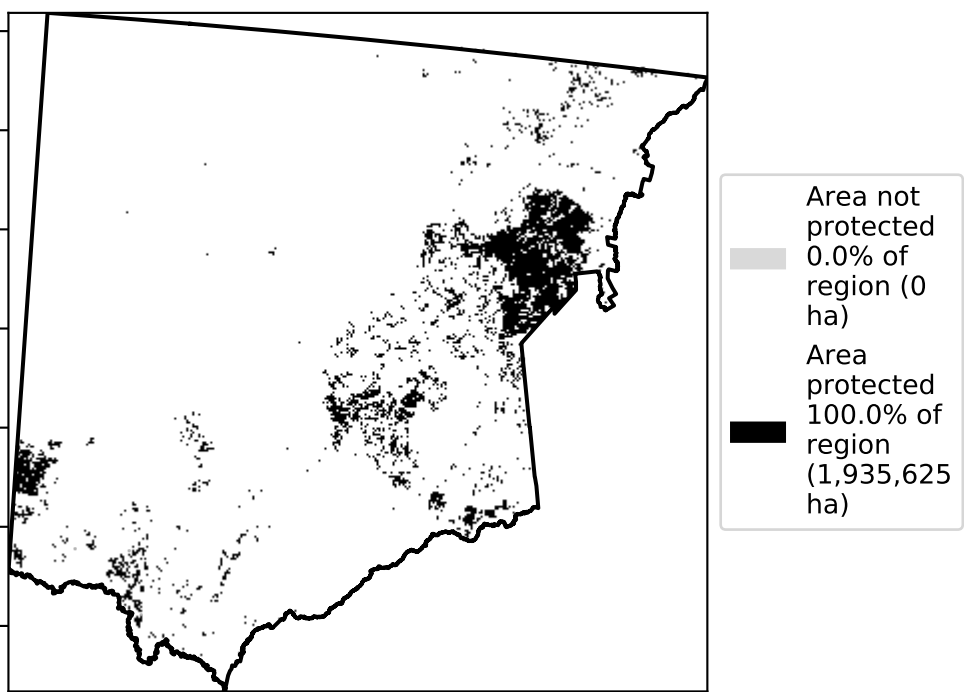 Area not
protected
0.0% of
region (0
ha)
Area
protected
100.0% of
region
(1,935,625
ha)